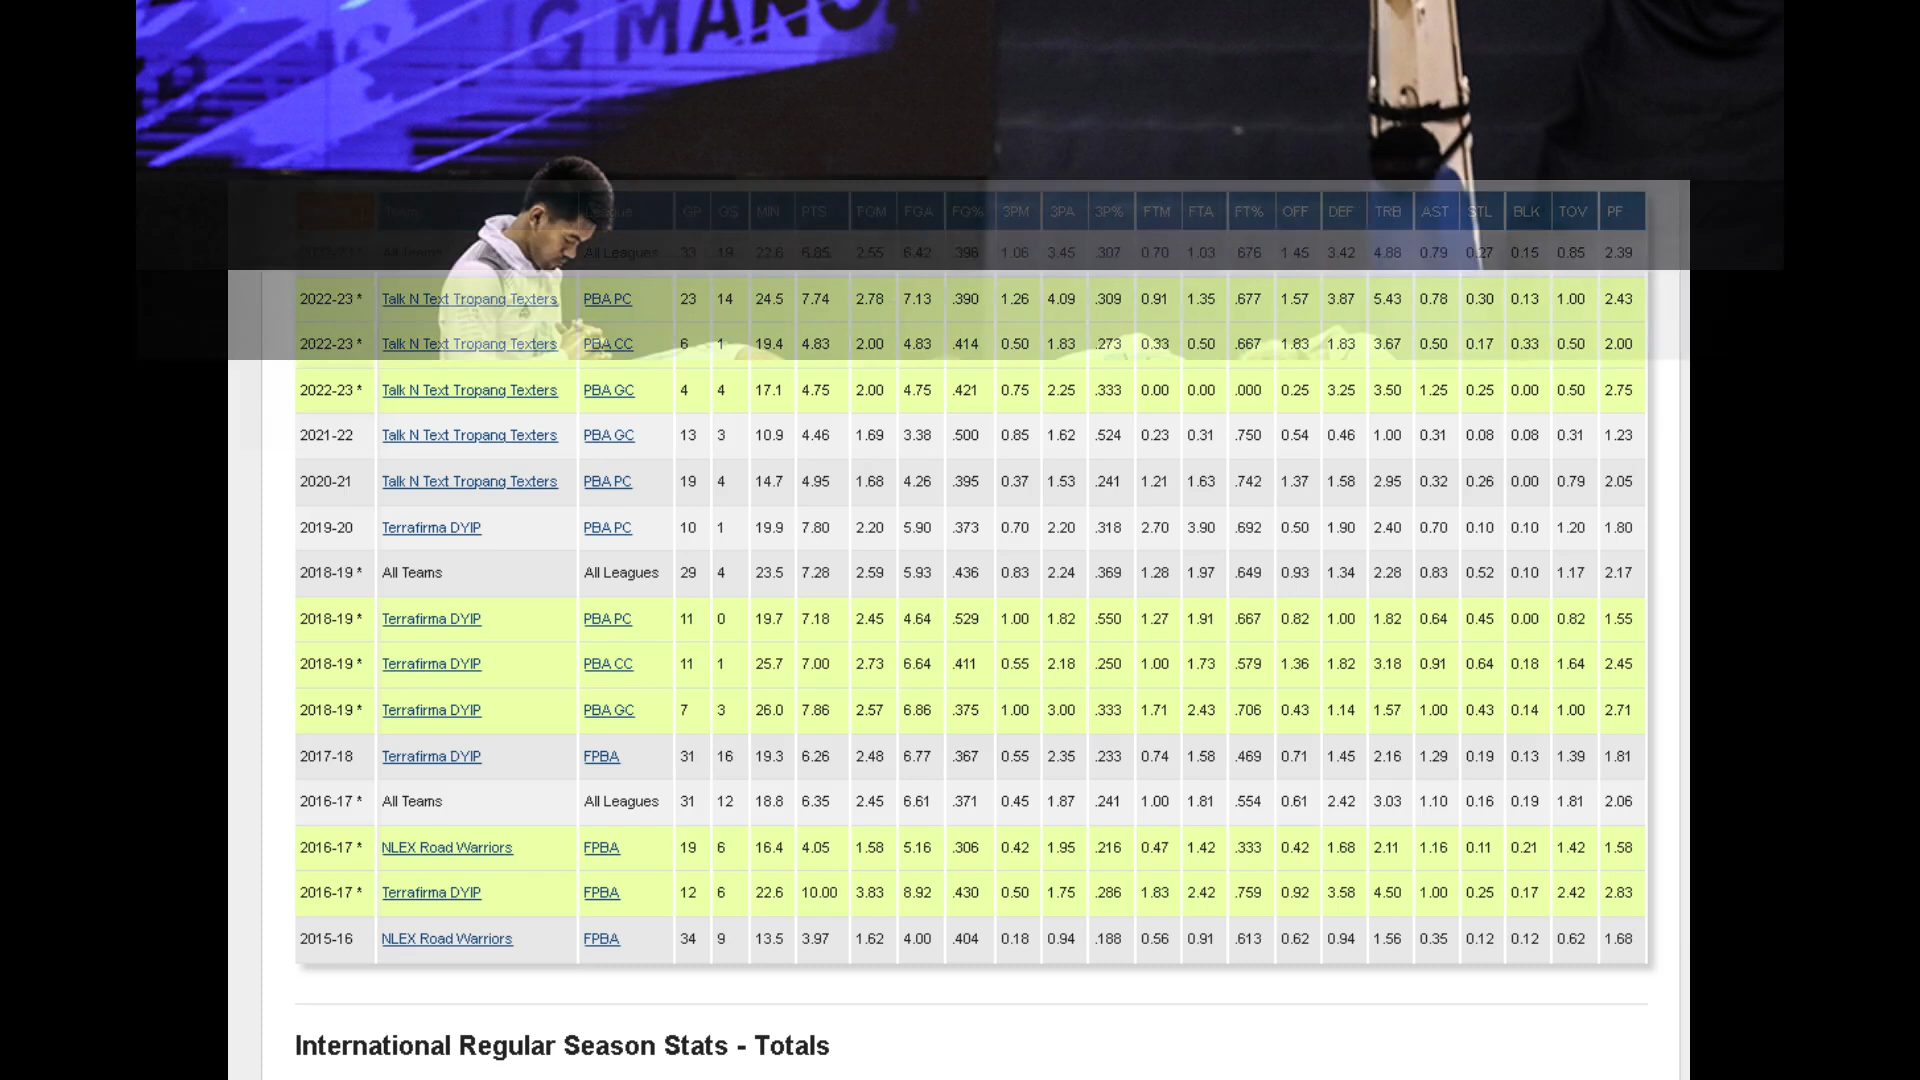 G MANO
Team League GP GS MIN PTS FGM FGA FG% 3PM 3PA 3P% FTM FTA FT% OFF DEF TRB AST STL BLK TOV PF
2022-23 * All Teams All Leagues 33 19 22.6 6.85 2.55 6.42 .396 1.06 3.45 .307 0.70 1.03 .676 1.45 3.42 4.88 0.79 0.27 0.15 0.85 2.39
2022-23 * Talk N Text Tropang Texters PBA PC 23 14 24.5 7.74 2.78 7.13 .390 1.26 4.09 .309 0.91 1.35 .677 1.57 3.87 5.43 0.78 0.30 0.13 1.00 2.43
2022-23 * Talk N Text Tropang Texters PBA CC 6 1 19.4 4.83 2.00 4.83 .414 0.50 1.83 .273 0.33 0.50 .667 1.83 1.83 3.67 0.50 0.17 0.33 0.50 2.00
2022-23 * Talk N Text Tropang Texters PBA GC 4 4 17.1 4.75 2.00 4.75 .421 0.75 2.25 .333 0.00 0.00 .000 0.25 3.25 3.50 1.25 0.25 0.00 0.50 2.75
2021-22 Talk N Text Tropang Texters PBA GC 13 3 10.9 4.46 1.69 3.38 .500 0.85 1.62 .524 0.23 0.31 .750 0.54 0.46 1.00 0.31 0.08 0.08 0.31 1.23
2020-21 Talk N Text Tropang Texters PBA PC 19 4 14.7 4.95 1.68 4.26 .395 0.37 1.53 .241 1.21 1.63 .742 1.37 1.58 2.95 0.32 0.26 0.00 0.79 2.05
2019-20 Terrafirma DYIP PBA PC 10 1 19.9 7.80 2.20 5.90 .373 0.70 2.20 .318 2.70 3.90 .692 0.50 1.90 2.40 0.70 0.10 0.10 1.20 1.80
2018-19 * All Teams All Leagues 29 4 23.5 7.28 2.59 5.93 .436 0.83 2.24 .369 1.28 1.97 .649 0.93 1.34 2.28 0.83 0.52 0.10 1.17 2.17
2018-19 * Terrafirma DYIP PBA PC 11 0 19.7 7.18 2.45 4.64 .529 1.00 1.82 .550 1.27 1.91 .667 0.82 1.00 1.82 0.64 0.45 0.00 0.82 1.55
2018-19 * Terrafirma DYIP PBA CC 11 1 25.7 7.00 2.73 6.64 .411 0.55 2.18 .250 1.00 1.73 .579 1.36 1.82 3.18 0.91 0.64 0.18 1.64 2.45
2018-19 * Terrafirma DYIP PBA GC 7 3 26.0 7.86 2.57 6.86 .375 1.00 3.00 .333 1.71 2.43 .706 0.43 1.14 1.57 1.00 0.43 0.14 1.00 2.71
2017-18 Terrafirma DYIP FPBA 31 16 19.3 6.26 2.48 6.77 .367 0.55 2.35 .233 0.74 1.58 .469 0.71 1.45 2.16 1.29 0.19 0.13 1.39 1.81
2016-17 * All Teams All Leagues 31 12 18.8 6.35 2.45 6.61 .371 0.45 1.87 .241 1.00 1.81 .554 0.61 2.42 3.03 1.10 0.16 0.19 1.81 2.06
2016-17 * NLEX Road Warriors FPBA 19 6 16.4 4.05 1.58 5.16 .306 0.42 1.95 .216 0.47 1.42 .333 0.42 1.68 2.11 1.16 0.11 0.21 1.42 1.58
2016-17 * Terrafirma DYIP FPBA 12 6 22.6 10.00 3.83 8.92 .430 0.50 1.75 .286 1.83 2.42 .759 0.92 3.58 4.50 1.00 0.25 0.17 2.42 2.83
2015-16 NLEX Road Warriors FPBA 34 9 13.5 3.97 1.62 4.00 .404 0.18 0.94 .188 0.56 0.91 .613 0.62 0.94 1.56 0.35 0.12 0.12 0.62 1.68
International Regular Season Stats - Totals